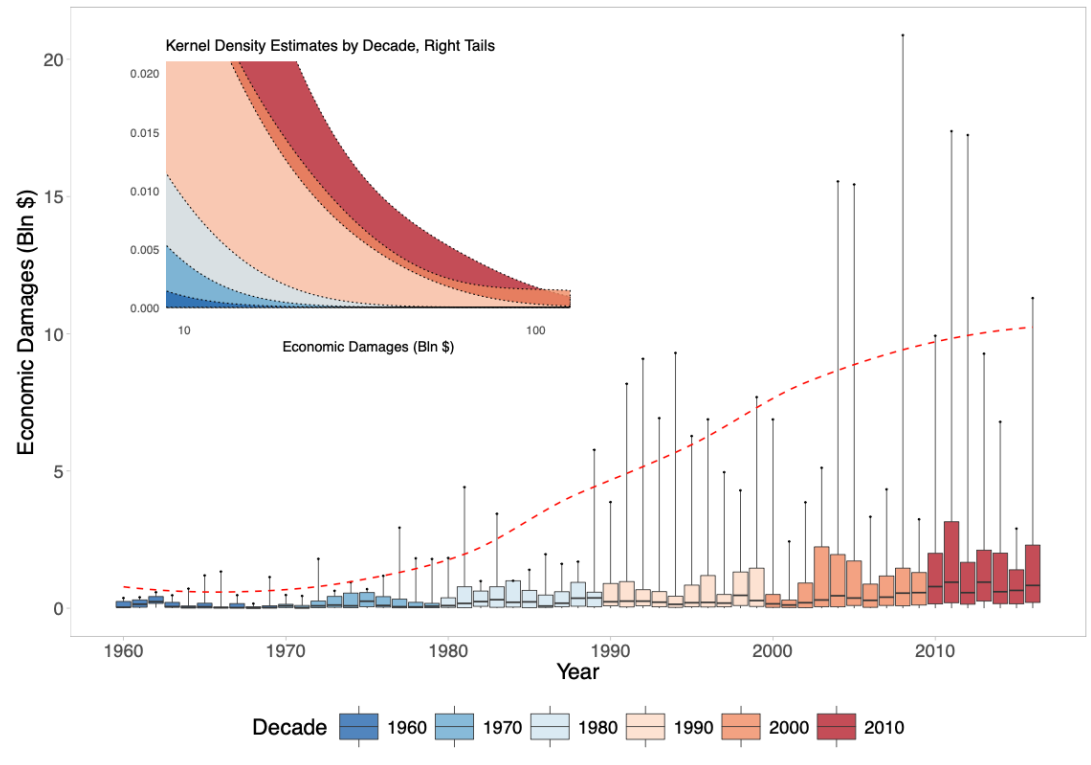 Kernel Density Estimates by Decade, Right Tails
0.020
0.015
0.010
0.005
0.000
10 100
Economic Damages (Bln $)
Economic Damages (Bln $)
20
15
10
5
0
1960 1970 1980 1990 2000 2010
Year
Decade 1960 1970 1980 1990 2000 2010